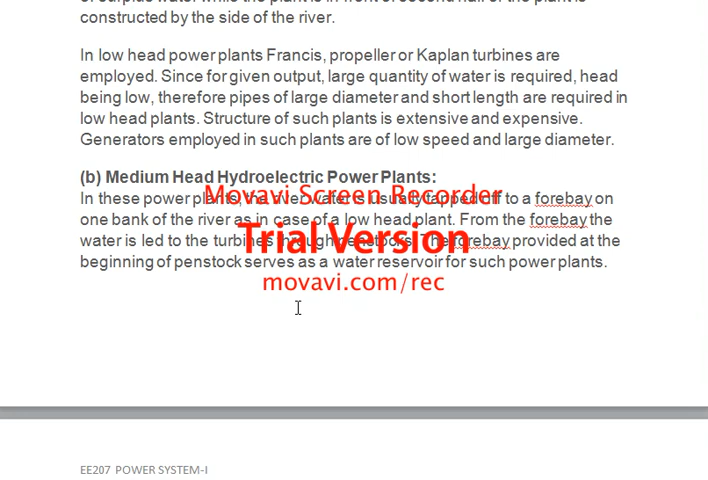 of surplus water while the plant is in front of second half of the plant is
constructed by the side of the river.
In low head power plants Francis, propeller or Kaplan turbines are
employed. Since for given output, large quantity of water is required, head
being low, therefore pipes of large diameter and short length are required in
low head plants. Structure of such plants is extensive and expensive.
Generators employed in such plants are of low speed and large diameter.
(b) Medium Head Hydroelectric Power Plants:
In these power plants, the river water is usually tapped off to a forebay on
Movavi Screen Recorder
one bank of the river as in case of a low head plant. From the forebay the
water is led to the turbines through penstocks. The forebay provided at the
Trial Version
beginning of penstock serves as a water reservoir for such power plants.
movavi.com/rec
EE207 POWER SYSTEM-I